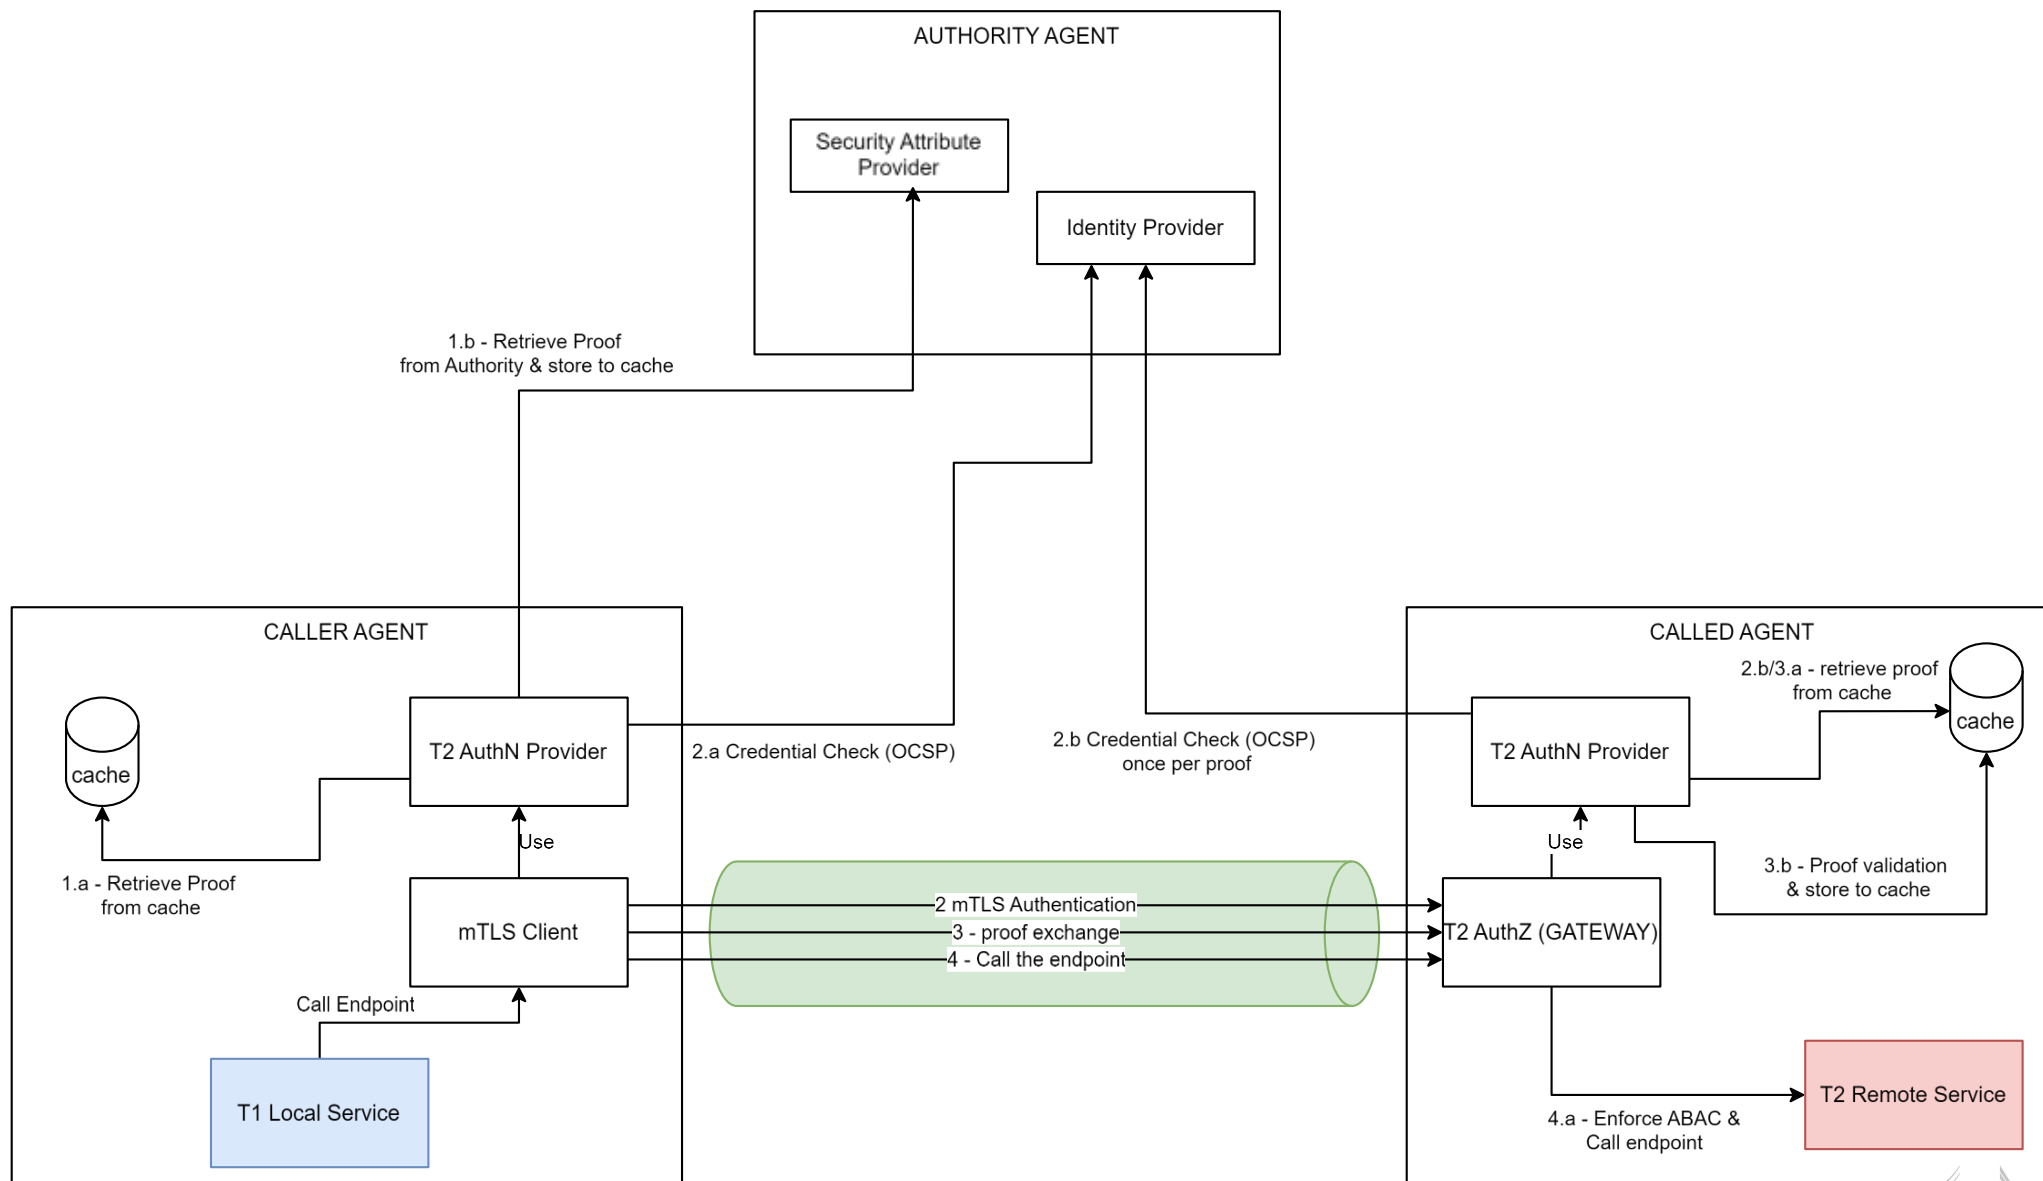 AUTHORITY AGENT
Security Attribute
Provider
Identity Provider
1.b - Retrieve Proof
from Authority & store to cache
CALLER AGENT
cache
T2 AuthN Provider
2.a Credential Check (OCSP)
1.a - Retrieve Proof
from cache
Use
mTLS Client
Call Endpoint
T1 Local Service
2 mTLS Authentication
3 - proof exchange
4 - Call the endpoint
2.b Credential Check (OCSP)
once per proof
CALLED AGENT
2.b/3.a - retrieve proof
from cache
cache
T2 AuthN Provider
Use
3.b - Proof validation
& store to cache
T2 AuthZ (GATEWAY)
4.a - Enforce ABAC &
Call endpoint
T2 Remote Service